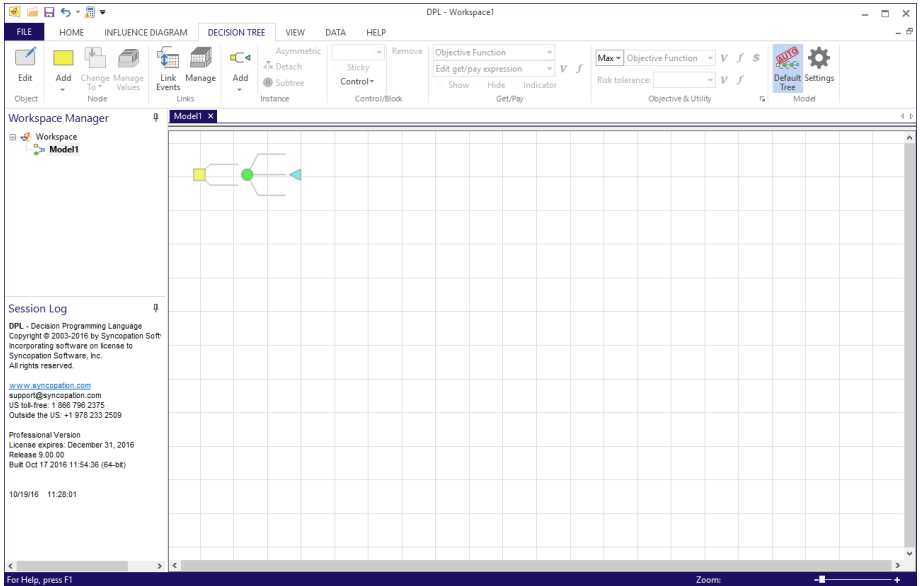 DPL - Workspace1
FILE HOME INFLUENCE DIAGRAM DECISION TREE VIEW DATA HELP
Edit
Object
Add Change To Manage Values
Node
Link Events Manage
Links
Add Asymmetric
Detach
Subtree
Instance
Remove
Sticky
Control
Control/Block
Objective Function
Edit get/pay expression V f
Show Hide Indicator
Get/Pay
Max Objective Function V f $
Risk tolerance: V f
Objective & Utility
AUTO
Default Tree Settings
Model
Workspace Manager
Workspace
Model1
Model1
Session Log
DPL - Decision Programming Language
Copyright © 2003-2016 by Syncopation Soft
Incorporating software on license to
Syncopation Software, Inc.
All rights reserved.
www.syncopation.com
support@syncopation.com
US toll-free: 1 866 796 2375
Outside the US: +1 978 233 2509
Professional Version
License expires: December 31, 2016
Release 9.00.00
Built Oct 17 2016 11:54:36 (64-bit)
10/19/16 11:28:01
For Help, press F1
Zoom: